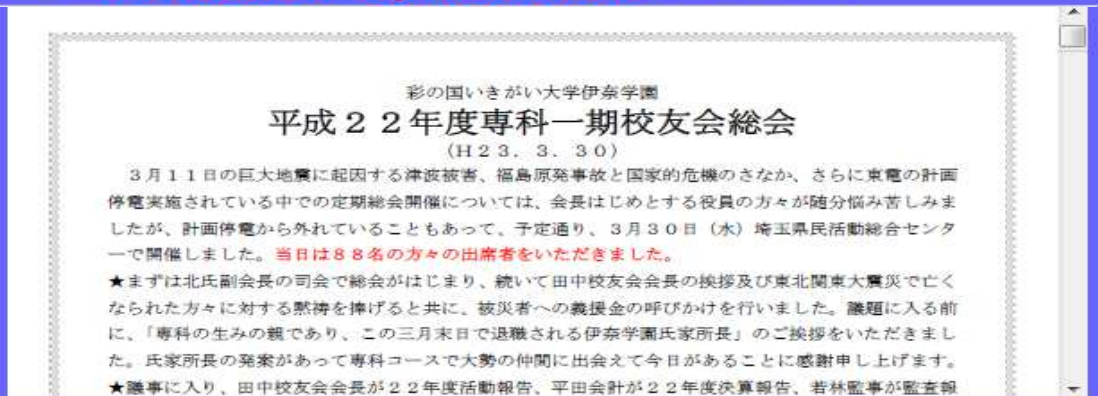 彩の国いきがい大学伊奈学園
平成２２年度専科一期校友会総会
(H２３．３．３０)
３月１１日の巨大地震に起因する津波被害、福島原発事故と国家的危機のさなか、さらに東電の計画
停電実施されている中での定期総会開催については、会長はじめとする役員の方々が随分悩み苦しみま
したが、計画停電から外れていることもあって、予定通り、３月３０日（水）埼玉県民活動総合センタ
ーで開催しました。当日は８８名の方々の出席者をいただきました。
★まずは北氏副会長の司会で総会がはじまり、続いて田中校友会会長の挨拶及び東北関東大震災で亡く
なられた方々に対する黙祷を捧げると共に、被災者への義援金の呼びかけを行いました。議題に入る前
に、「専科の生みの親であり、この三月末日で退職される伊奈学園氏家所長」のご挨拶をいただきまし
た。氏家所長の発案があって専科コースで大勢の仲間に出会えて今日があることに感謝申し上げます。
★議事に入り、田中校友会会長が２２年度活動報告、平田会計が２２年度決算報告、若林監事が監査報